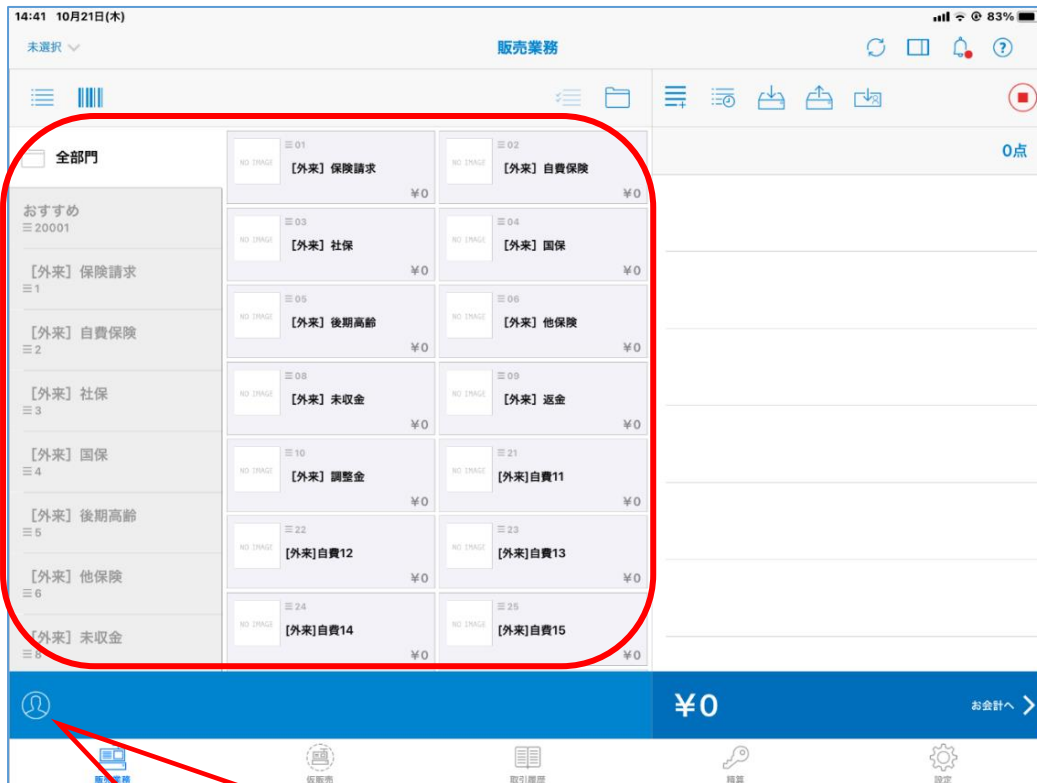 14:41 10月21日(木)
83%
未選択
販売業務
?
全部門
0点
おすすめ
20001
[外来] 保険請求
1
[外来] 自費保険
2
[外来] 社保
3
[外来] 国保
4
[外来] 後期高齢
5
[外来] 他保険
6
[外来] 未収金
8
NO IMAGE
01
[外来] 保険請求
¥0
NO IMAGE
02
[外来] 自費保険
¥0
NO IMAGE
03
[外来] 社保
¥0
NO IMAGE
04
[外来] 国保
¥0
NO IMAGE
05
[外来] 後期高齢
¥0
NO IMAGE
06
[外来] 他保険
¥0
NO IMAGE
08
[外来] 未収金
¥0
NO IMAGE
09
[外来] 返金
¥0
NO IMAGE
10
[外来] 調整金
¥0
NO IMAGE
21
[外来]自費11
¥0
NO IMAGE
22
[外来]自費12
¥0
NO IMAGE
23
[外来]自費13
¥0
NO IMAGE
24
[外来]自費14
¥0
NO IMAGE
25
[外来]自費15
¥0
¥0
お会計へ
販売業務
仮販売
取引履歴
精算
設定